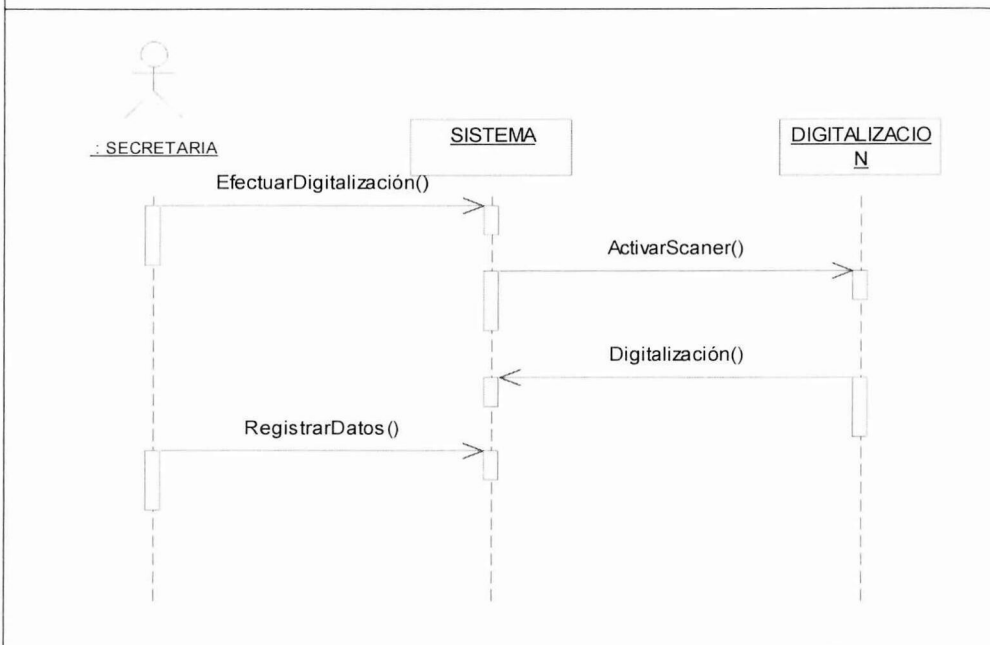 : SECRETARIA
SISTEMA
DIGITALIZACIO
N
EfectuarDigitalización()
ActivarScaner()
Digitalización()
RegistrarDatos()